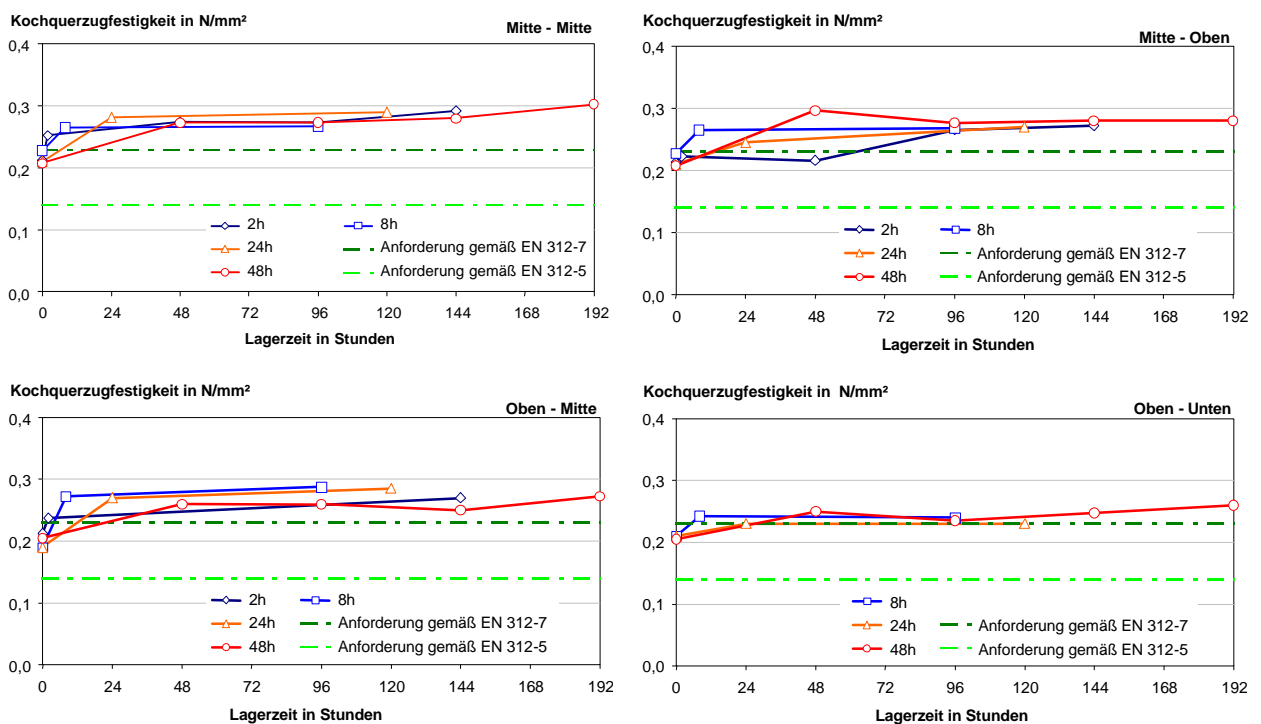 Kochquerzugfestigkeit in N/mm²
Mitte - Mitte
0,4
0,3
0,2
0,1
0,0
2h
8h
24h
Anforderung gemäß EN 312-7
48h
Anforderung gemäß EN 312-5
0 24 48 72 96 120 144 168 192
Lagerzeit in Stunden
Kochquerzugfestigkeit in N/mm²
Mitte - Oben
0,4
0,3
0,2
0,1
0,0
2h
8h
24h
Anforderung gemäß EN 312-7
48h
Anforderung gemäß EN 312-5
0 24 48 72 96 120 144 168 192
Lagerzeit in Stunden
Kochquerzugfestigkeit in N/mm²
Oben - Mitte
0,4
0,3
0,2
0,1
0,0
2h
8h
24h
Anforderung gemäß EN 312-7
48h
Anforderung gemäß EN 312-5
0 24 48 72 96 120 144 168 192
Lagerzeit in Stunden
Kochquerzugfestigkeit in N/mm²
Oben - Unten
0,4
0,3
0,2
0,1
0,0
8h
24h
Anforderung gemäß EN 312-7
48h
Anforderung gemäß EN 312-5
0 24 48 72 96 120 144 168 192
Lagerzeit in Stunden